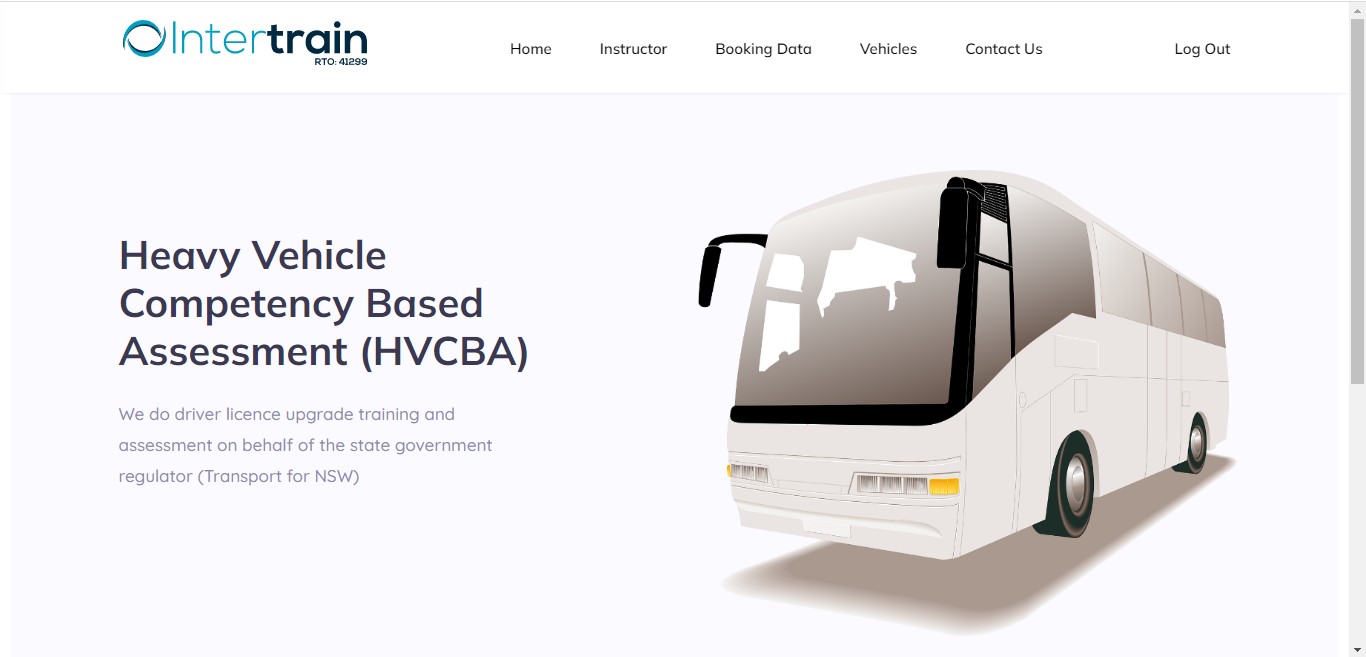 Intertrain
RTO: 41299
Home Instructor Booking Data Vehicles Contact Us Log Out
Heavy Vehicle
Competency Based
Assessment (HVCBA)
We do driver licence upgrade training and
assessment on behalf of the state government
regulator (Transport for NSW)